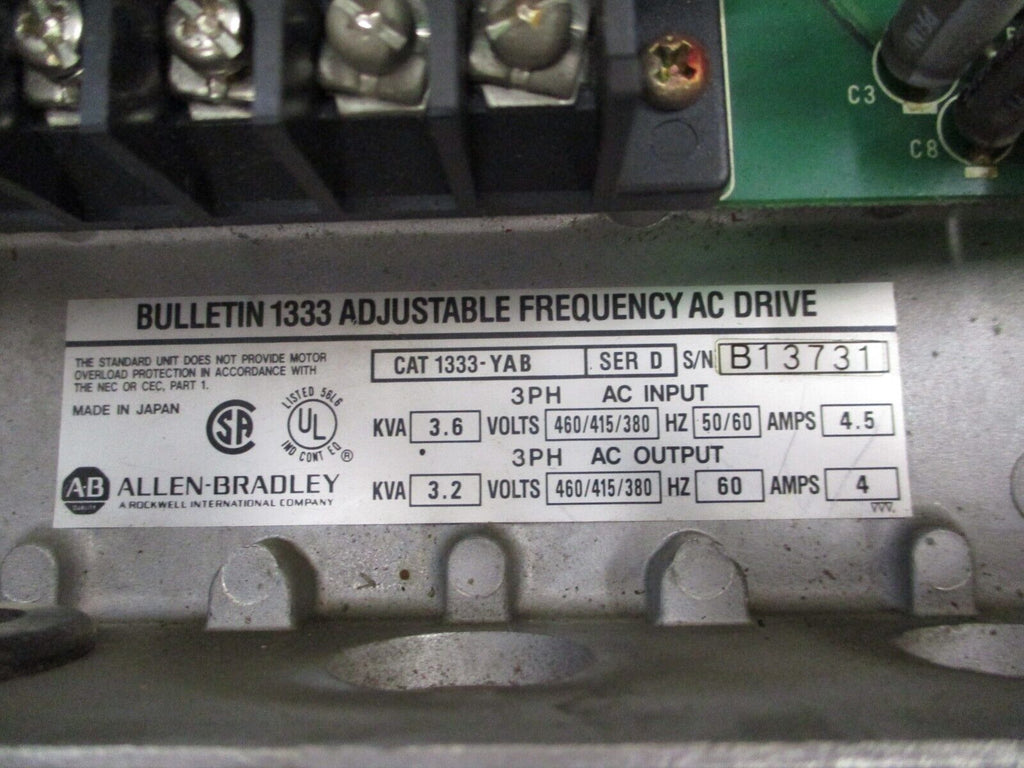 C3
C8
BULLETIN 1333 ADJUSTABLE FREQUENCY AC DRIVE
THE STANDARD UNIT DOES NOT PROVIDE MOTOR
OVERLOAD PROTECTION IN ACCORDANCE WITH
THE NEC OR CEC, PART 1.
MADE IN JAPAN
SA
LISTED 56L6
UL
IND CONT EQ ®
A-B
QUALITY
ALLEN-BRADLEY
A ROCKWELL INTERNATIONAL COMPANY
CAT 1333-YAB SER D S/N B13731
3PH AC INPUT
KVA 3.6 VOLTS 460/415/380 HZ 50/60 AMPS 4.5
3PH AC OUTPUT
KVA 3.2 VOLTS 460/415/380 HZ 60 AMPS 4